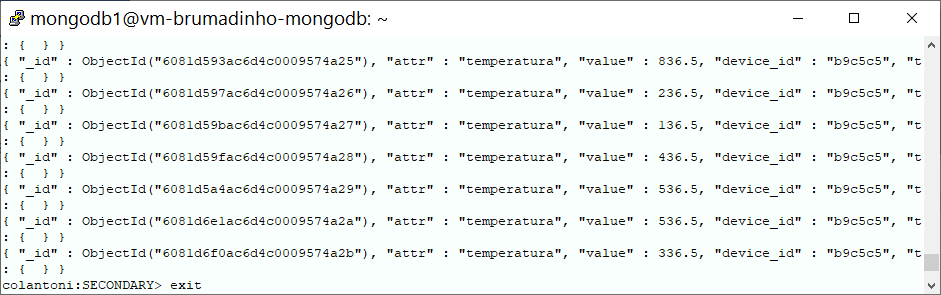 mongodb1@vm-brumadinho-mongodb: ~
: {  } }
{ "_id" : ObjectId("6081d593ac6d4c0009574a25"), "attr" : "temperatura", "value" : 836.5, "device_id" : "b9c5c5", "t
: {  } }
{ "_id" : ObjectId("6081d597ac6d4c0009574a26"), "attr" : "temperatura", "value" : 236.5, "device_id" : "b9c5c5", "t
: {  } }
{ "_id" : ObjectId("6081d59bac6d4c0009574a27"), "attr" : "temperatura", "value" : 136.5, "device_id" : "b9c5c5", "t
: {  } }
{ "_id" : ObjectId("6081d59fac6d4c0009574a28"), "attr" : "temperatura", "value" : 436.5, "device_id" : "b9c5c5", "t
: {  } }
{ "_id" : ObjectId("6081d5a4ac6d4c0009574a29"), "attr" : "temperatura", "value" : 536.5, "device_id" : "b9c5c5", "t
: {  } }
{ "_id" : ObjectId("6081d6e1ac6d4c0009574a2a"), "attr" : "temperatura", "value" : 536.5, "device_id" : "b9c5c5", "t
: {  } }
{ "_id" : ObjectId("6081d6f0ac6d4c0009574a2b"), "attr" : "temperatura", "value" : 336.5, "device_id" : "b9c5c5", "t
: {  } }
colantoni:SECONDARY> exit